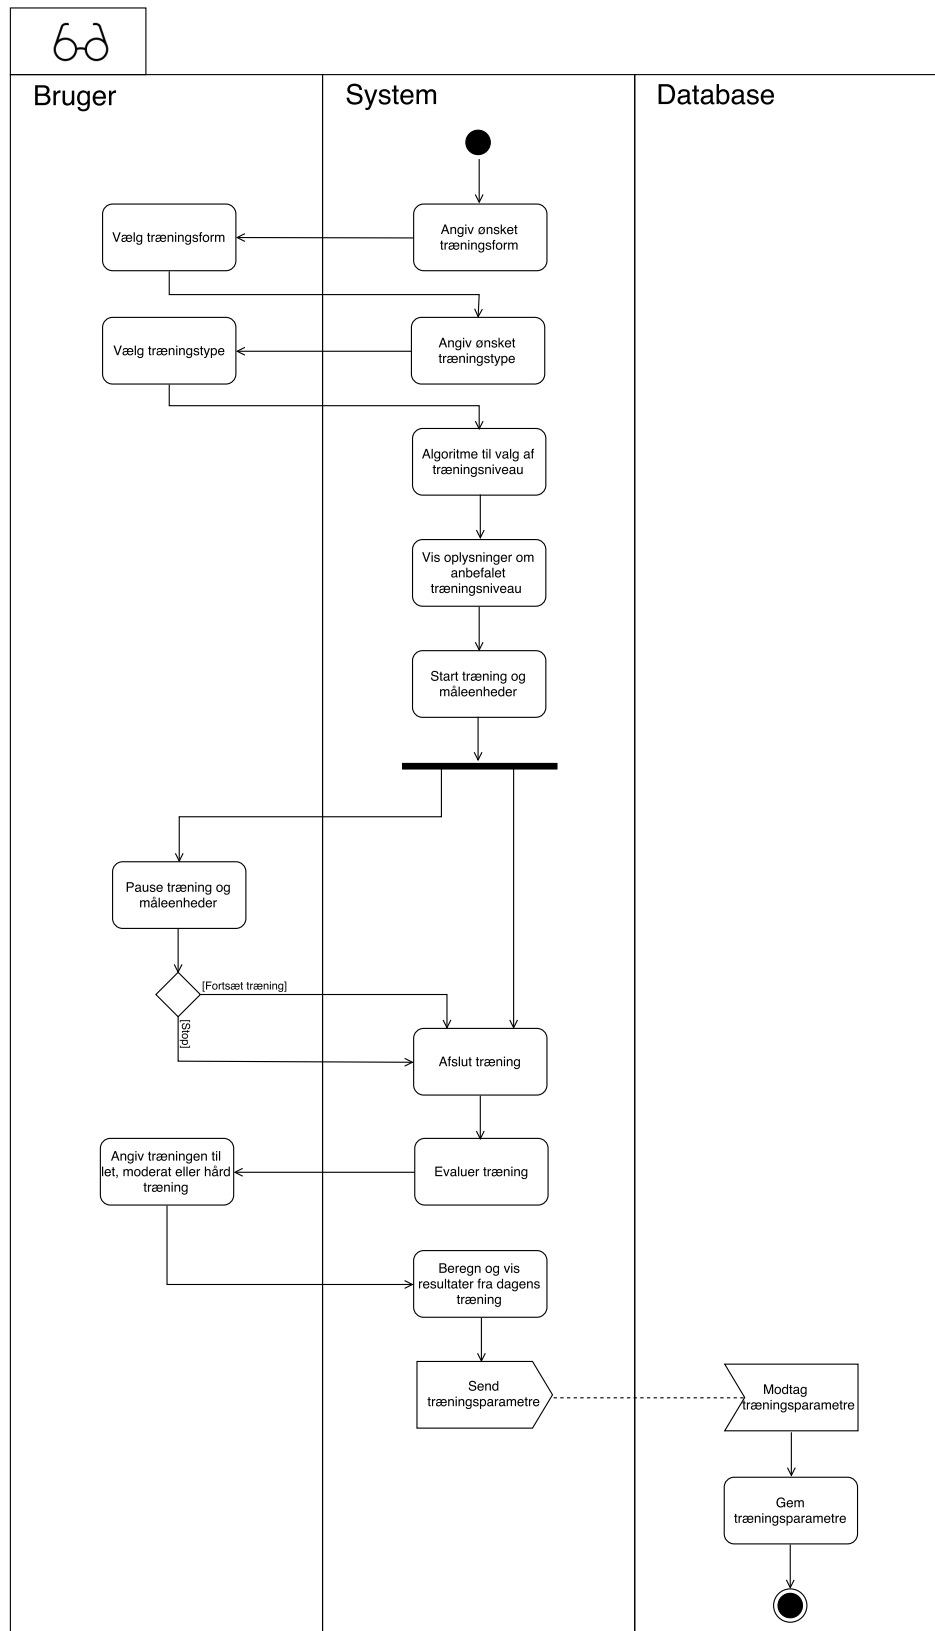 Bruger
System
Database
Angiv ønsket
træningsform
Vælg træningsform
Angiv ønsket
træningstype
Vælg træningstype
Algoritme til valg af
træningsniveau
Vis oplysninger om
anbefalet
træningsniveau
Start træning og
måleenheder
Pause træning og
måleenheder
[Fortsæt træning]
[Stop]
Afslut træning
Evaluer træning
Angiv træningen til
let, moderat eller hård
træning
Beregn og vis
resultater fra dagens
træning
Send
træningsparametre
Modtag
træningsparametre
Gem
træningsparametre